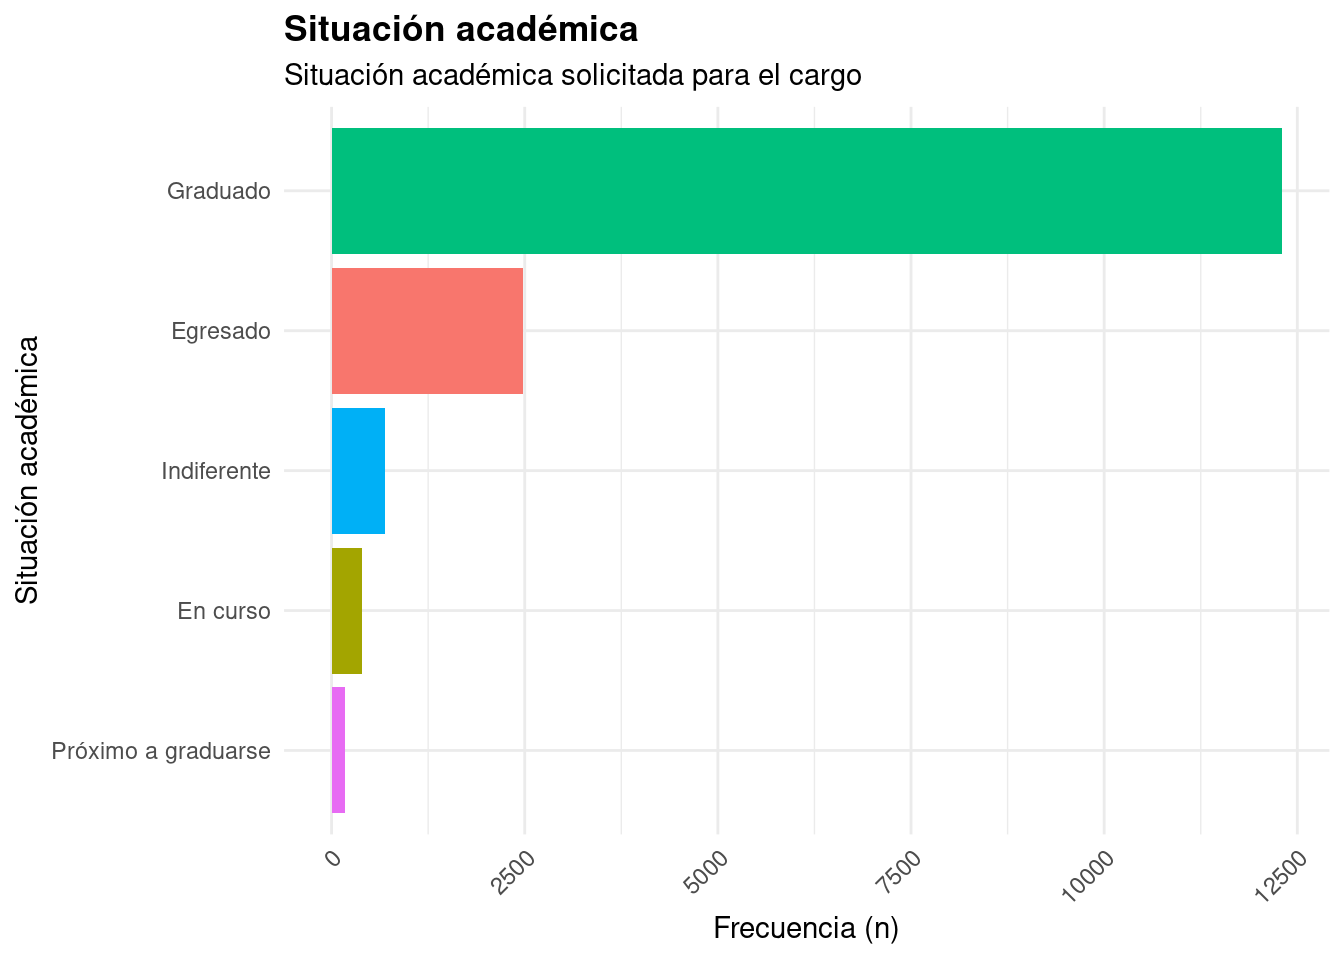 Situación académica
Situación académica solicitada para el cargo
Situación académica
Graduado
Egresado
Indiferente
En curso
Próximo a graduarse
0
2500
5000
7500
10000
12500
Frecuencia (n)